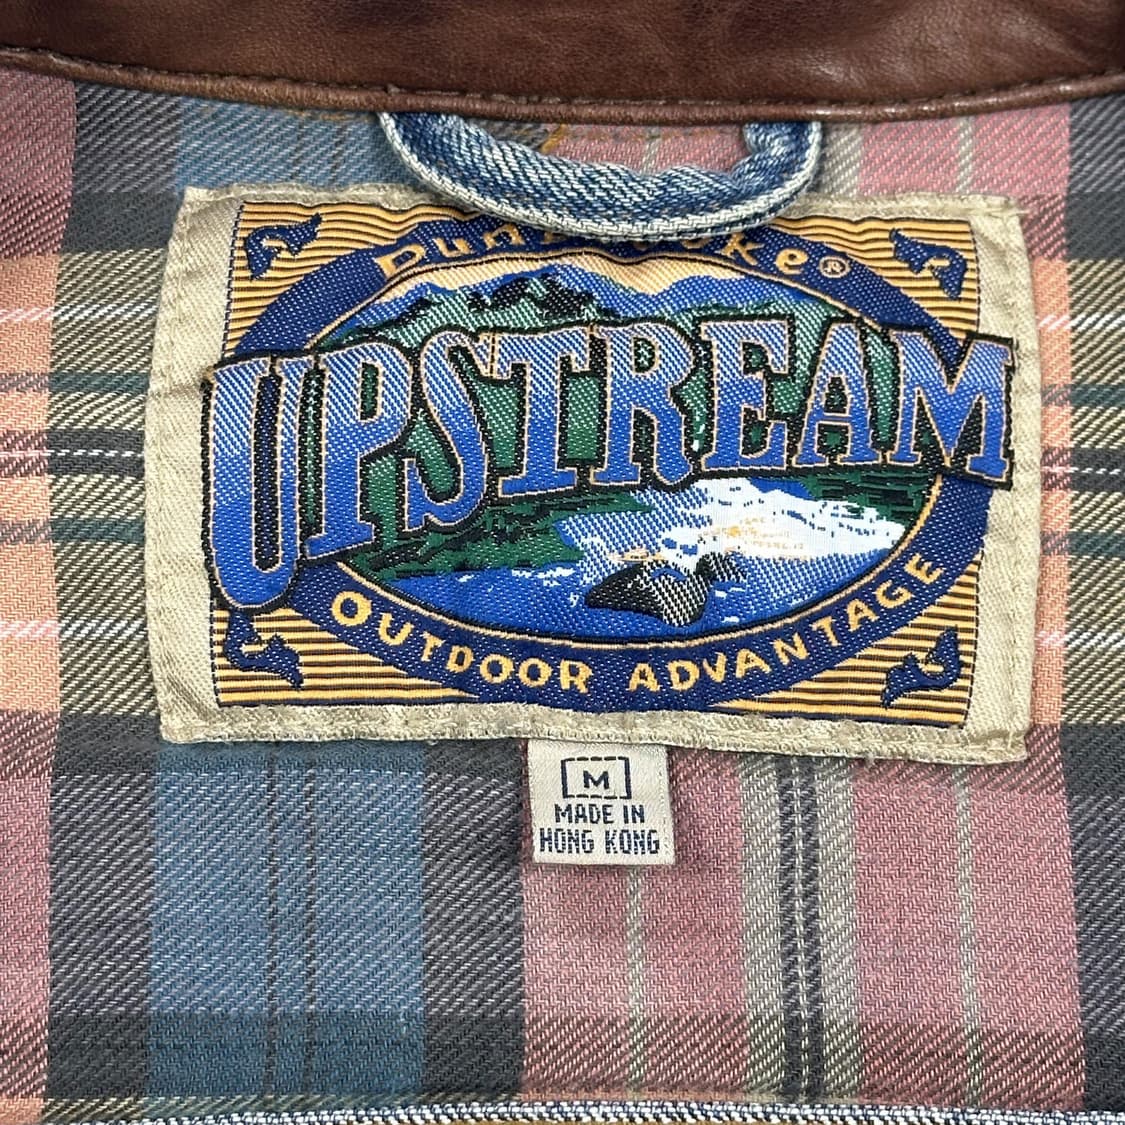 UPSTREAM
OUTDOOR ADVANTAGE
M
MADE IN
HONG KONG